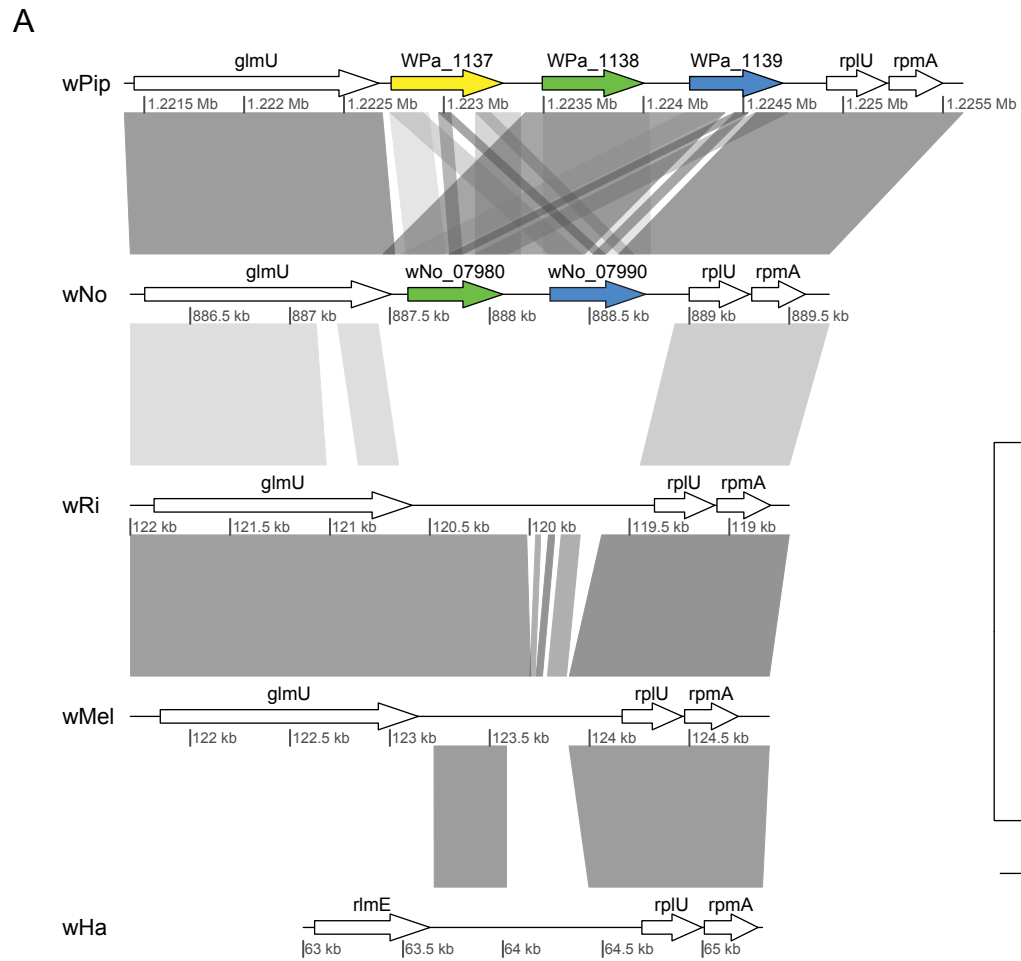 A
glmU WPa_1137 WPa_1138 WPa_1139 rplU rpmA
wPip
1.2215 Mb 1.222 Mb 1.2225 Mb 1.223 Mb 1.2235 Mb 1.224 Mb 1.2245 Mb 1.225 Mb 1.2255 Mb
glmU wNo_07980 wNo_07990 rplU rpmA
wNo
886.5 kb 887 kb 887.5 kb 888 kb 888.5 kb 889 kb 889.5 kb
glmU rplU rpmA
wRi
122 kb 121.5 kb 121 kb 120.5 kb 120 kb 119.5 kb 119 kb
glmU rplU rpmA
wMel
122 kb 122.5 kb 123 kb 123.5 kb 124 kb 124.5 kb
rlmE rplU rpmA
wHa
63 kb 63.5 kb 64 kb 64.5 kb 65 kb